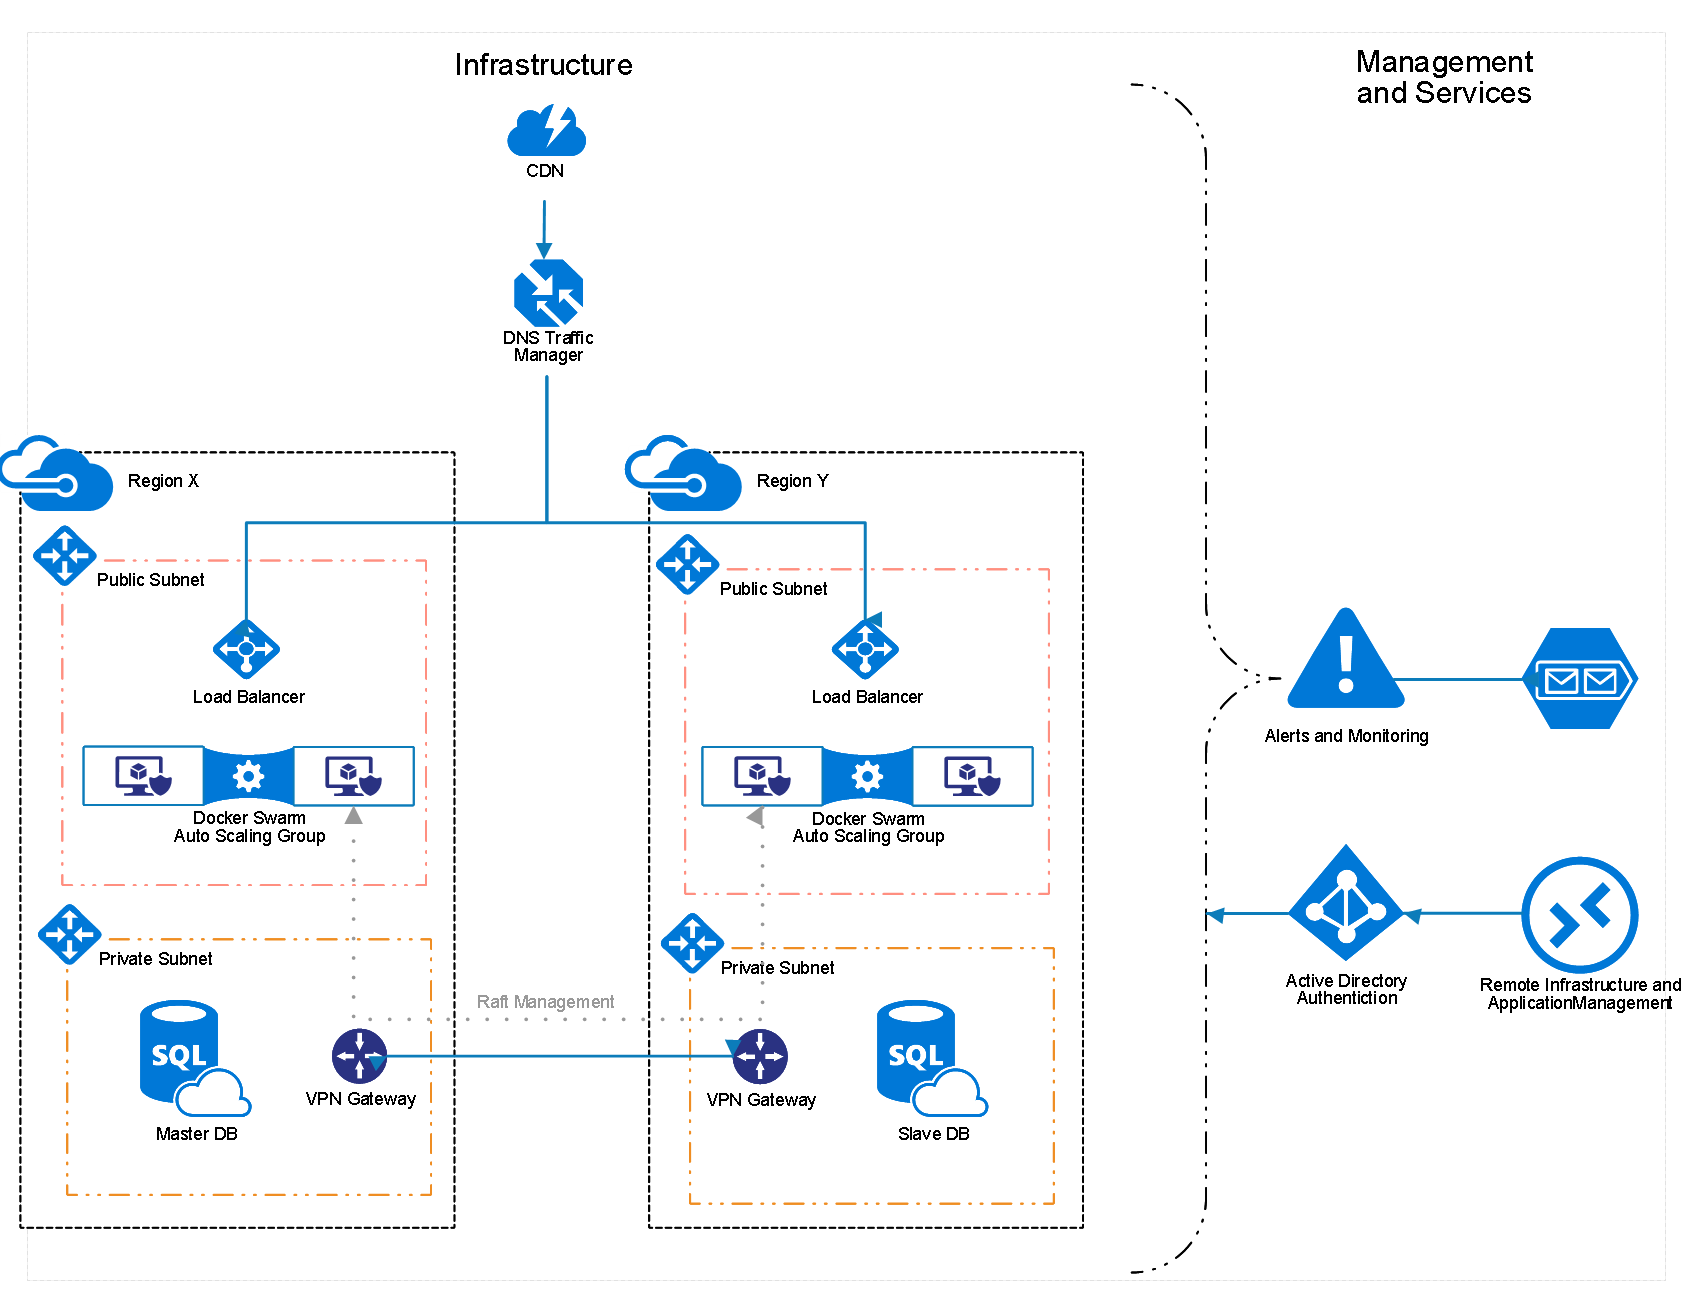 Infrastructure
Management
and Services
CDN
DNS Traffic
Manager
Region X
Region Y
Public Subnet
Public Subnet
Load Balancer
Load Balancer
Alerts and Monitoring
Docker Swarm
Auto Scaling Group
Docker Swarm
Auto Scaling Group
Private Subnet
Private Subnet
Active Directory
Authentiction
Remote Infrastructure and
ApplicationManagement
Raft Management
SQL
SQL
VPN Gateway
VPN Gateway
Master DB
Slave DB